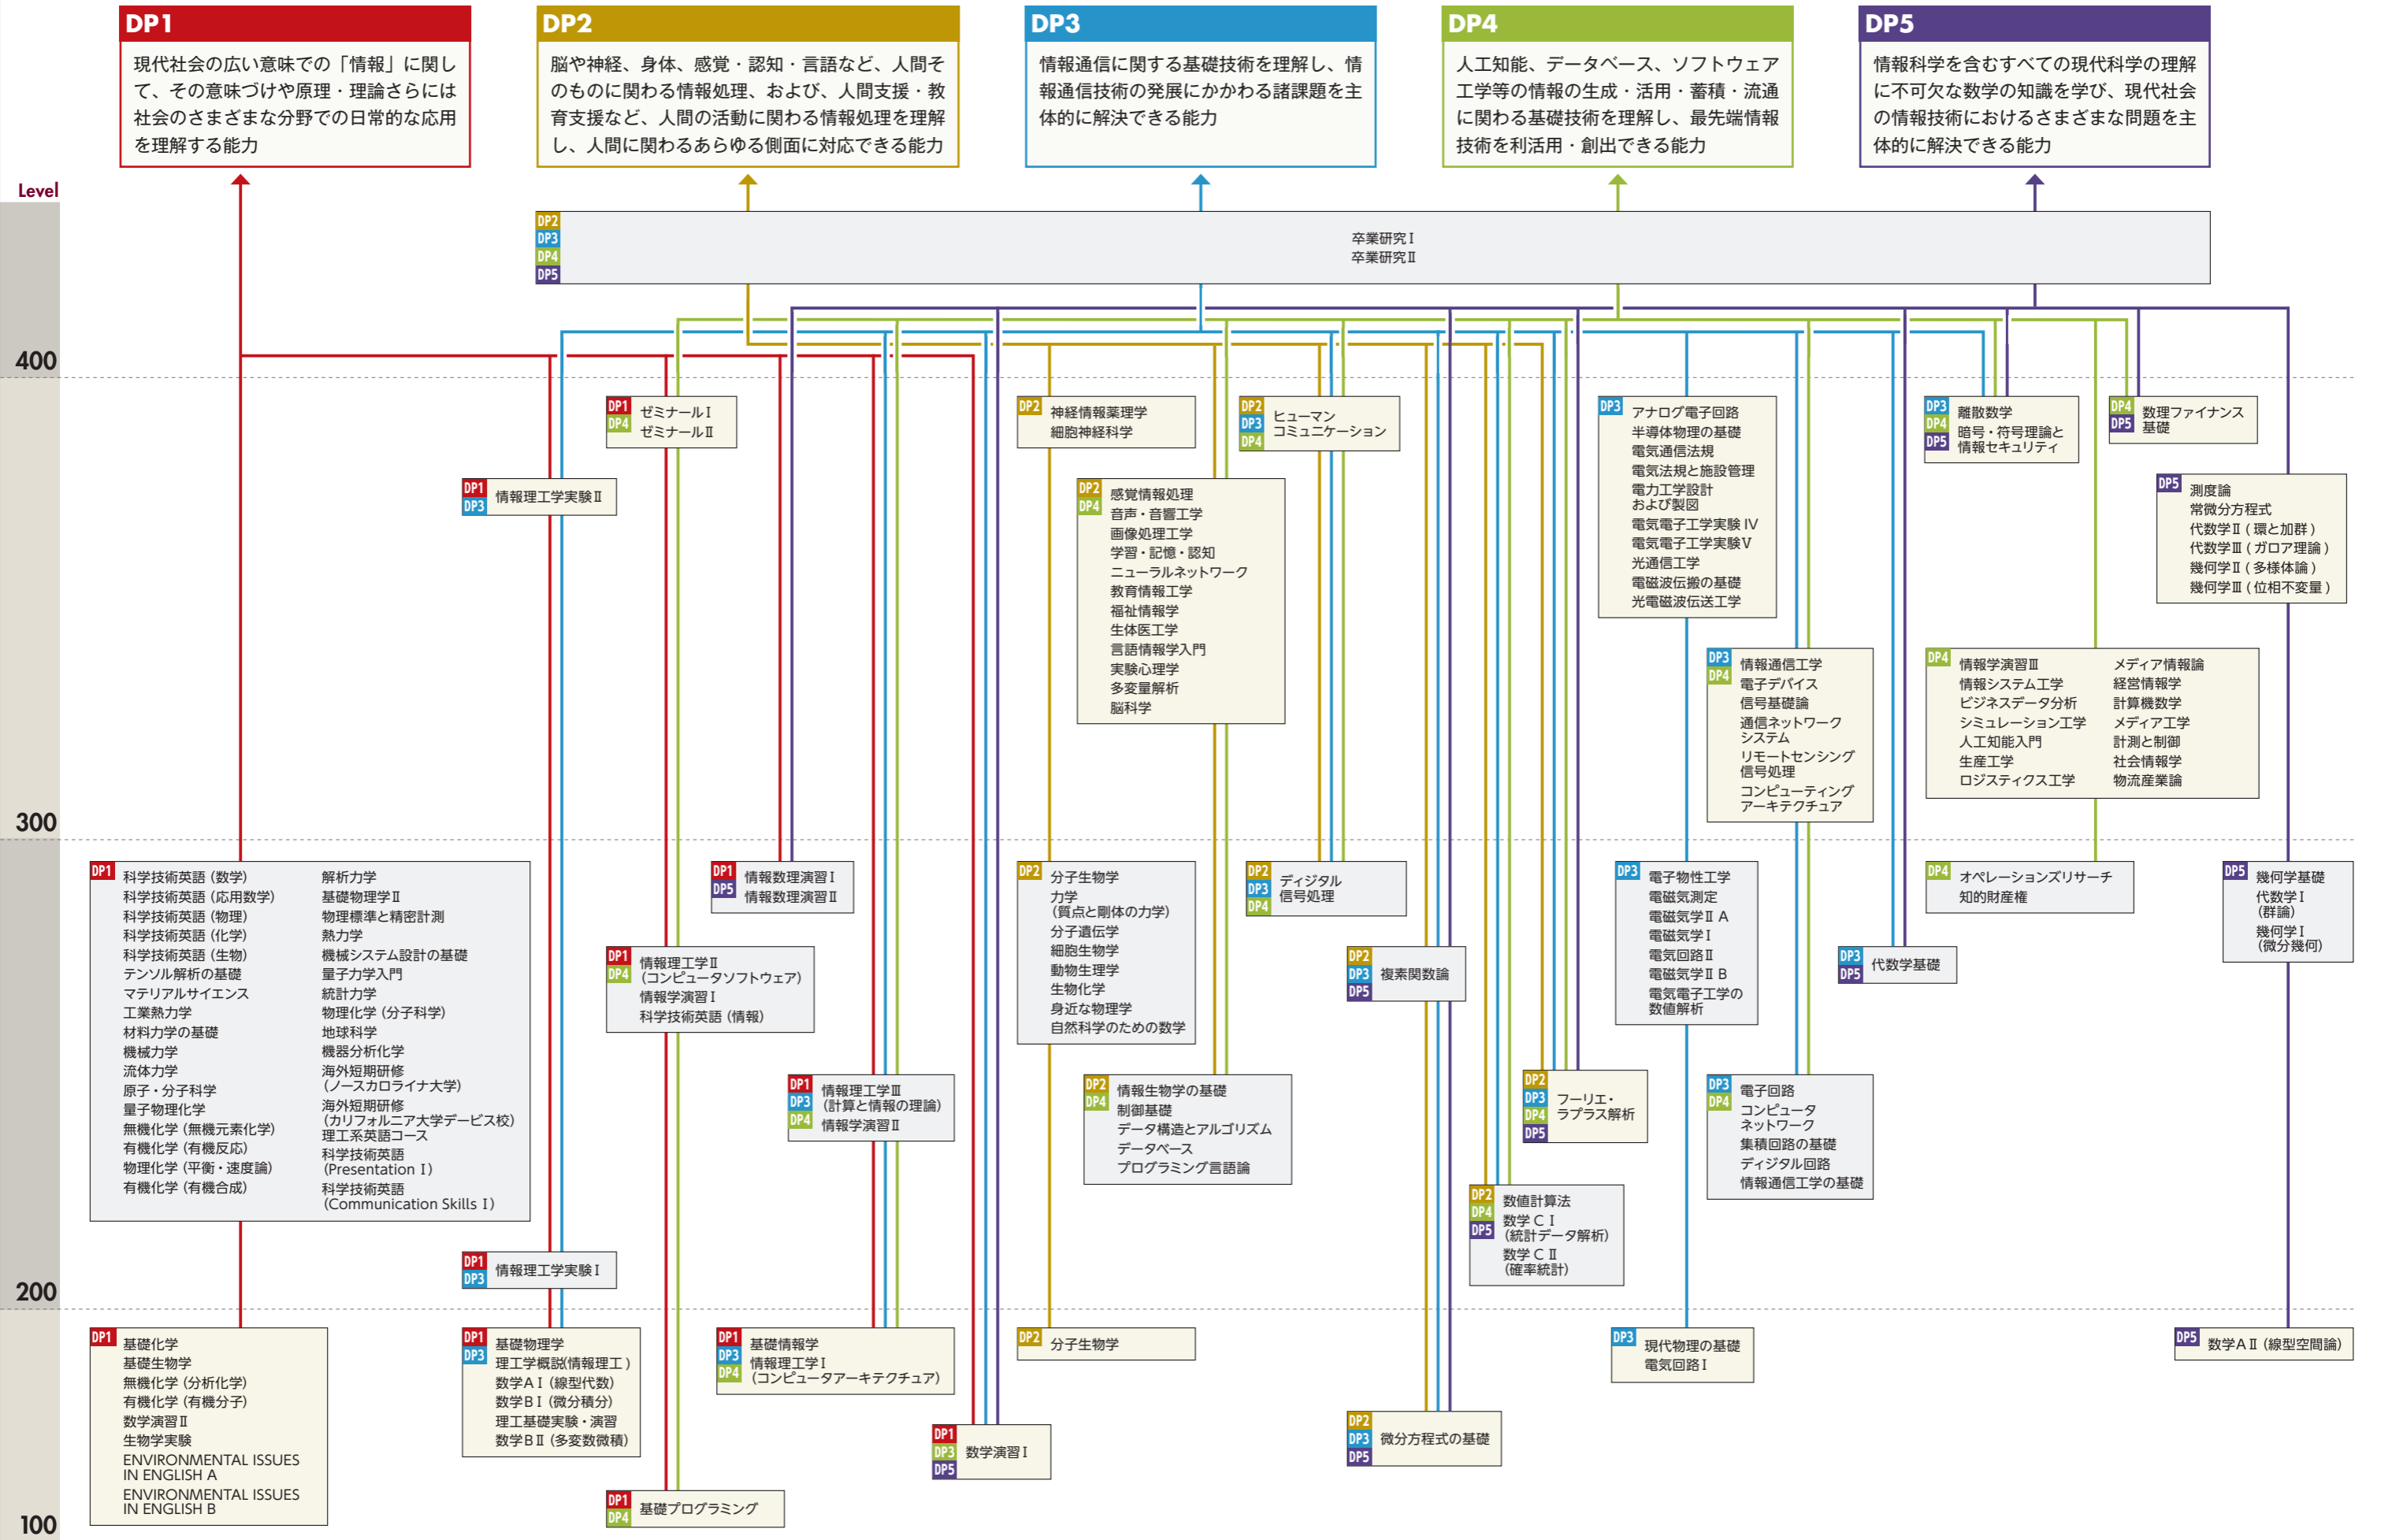 DP1
現代社会の広い意味での「情報」に関し
て、その意味づけや原理・理論さらには
社会のさまざまな分野での日常的な応用
を理解する能力
DP2
脳や神経、身体、感覚・認知・言語など、人間そ
のものに関わる情報処理、および、人間支援・教
育支援など、人間の活動に関わる情報処理を理解
し、人間に関わるあらゆる側面に対応できる能力
DP3
情報通信に関する基礎技術を理解し、情
報通信技術の発展にかかわる諸課題を主
体的に解決できる能力
DP4
人工知能、データベース、ソフトウェア
工学等の情報の生成・活用・蓄積・流通
に関わる基礎技術を理解し、最先端情報
技術を利活用・創出できる能力
DP5
情報科学を含むすべての現代科学の理解
に不可欠な数学の知識を学び、現代社会
の情報技術におけるさまざまな問題を主
体的に解決できる能力
Level
DP2
DP3
DP4
DP5
卒業研究Ⅰ
卒業研究Ⅱ
400
DP1
DP4
ゼミナールⅠ
ゼミナールⅡ
DP2
神経情報薬理学
細胞神経科学
DP2
DP3
DP4
ヒューマン
コミュニケーション
DP3
アナログ電子回路
半導体物理の基礎
電気通信法規
電気法規と施設管理
電力工学設計
および製図
電気電子工学実験Ⅳ
電気電子工学実験Ⅴ
光通信工学
電磁波伝搬の基礎
光電磁波伝送工学
DP3
DP4
DP5
離散数学
暗号・符号理論と
情報セキュリティ
DP4
DP5
数理ファイナンス
基礎
DP1
DP3
情報理工学実験Ⅱ
DP2
DP4
感覚情報処理
音声・音響工学
画像処理工学
学習・記憶・認知
ニューラルネットワーク
教育情報工学
福祉情報学
生体医工学
言語情報学入門
実験心理学
多変量解析
脳科学
DP5
測度論
常微分方程式
代数学Ⅱ ( 環と加群 )
代数学Ⅲ ( ガロア理論 )
幾何学Ⅱ ( 多様体論 )
幾何学Ⅲ ( 位相不変量 )
DP3
DP4
情報通信工学
電子デバイス
信号基礎論
通信ネットワーク
システム
リモートセンシング
信号処理
コンピューティング
アーキテクチュア
DP4
情報学演習Ⅲ
情報システム工学
ビジネスデータ分析
シミュレーション工学
人工知能入門
生産工学
ロジスティクス工学
メディア情報論
経営情報学
計算機数学
メディア工学
計測と制御
社会情報学
物流産業論
300
DP1
科学技術英語 (数学)
科学技術英語 (応用数学)
科学技術英語 (物理)
科学技術英語 (化学)
科学技術英語 (生物)
テンソル解析の基礎
マテリアルサイエンス
工業熱力学
材料力学の基礎
機械力学
流体力学
原子・分子科学
量子物理化学
無機化学 (無機元素化学)
有機化学 (有機反応)
物理化学 (平衡・速度論)
有機化学 (有機合成)
解析力学
基礎物理学Ⅱ
物理標準と精密計測
熱力学
機械システム設計の基礎
量子力学入門
統計力学
物理化学 (分子科学)
地球科学
機器分析化学
海外短期研修
(ノースカロライナ大学)
海外短期研修
(カリフォルニア大学デービス校)
理工系英語コース
科学技術英語
(Presentation Ⅰ)
科学技術英語
(Communication Skills Ⅰ)
DP1
DP5
情報数理演習Ⅰ
情報数理演習Ⅱ
DP2
分子生物学
力学
(質点と剛体の力学)
分子遺伝学
細胞生物学
動物生理学
生物化学
身近な物理学
自然科学のための数学
DP2
DP3
DP4
ディジタル
信号処理
DP3
電子物性工学
電磁気測定
電磁気学Ⅱ A
電磁気学Ⅰ
電気回路Ⅱ
電磁気学Ⅱ B
電気電子工学の
数値解析
DP4
オペレーションズリサーチ
知的財産権
DP5
幾何学基礎
代数学Ⅰ
(群論)
幾何学Ⅰ
(微分幾何)
DP1
DP4
情報理工学Ⅱ
(コンピュータソフトウェア)
情報学演習Ⅰ
科学技術英語 (情報)
DP2
DP3
DP5
複素関数論
DP3
DP5
代数学基礎
DP1
DP3
DP4
情報理工学Ⅲ
(計算と情報の理論)
情報学演習Ⅱ
DP2
DP4
情報生物学の基礎
制御基礎
データ構造とアルゴリズム
データベース
プログラミング言語論
DP2
DP3
DP4
DP5
フーリエ・
ラプラス解析
DP3
DP4
電子回路
コンピュータ
ネットワーク
集積回路の基礎
ディジタル回路
情報通信工学の基礎
DP2
DP4
DP5
数値計算法
数学 C Ⅰ
(統計データ解析)
数学 C Ⅱ
(確率統計)
DP1
DP3
情報理工学実験Ⅰ
200
DP1
基礎化学
基礎生物学
無機化学 (分析化学)
有機化学 (有機分子)
数学演習Ⅱ
生物学実験
ENVIRONMENTAL ISSUES
IN ENGLISH A
ENVIRONMENTAL ISSUES
IN ENGLISH B
DP1
DP3
基礎物理学
理工学概説(情報理工 )
数学A Ⅰ (線型代数)
数学B Ⅰ (微分積分)
理工基礎実験・演習
数学B Ⅱ (多変数微積)
DP1
DP3
DP4
基礎情報学
情報理工学Ⅰ
(コンピュータアーキテクチュア)
DP2
分子生物学
DP3
現代物理の基礎
電気回路Ⅰ
DP5
数学A Ⅱ (線型空間論)
DP1
DP3
DP5
数学演習Ⅰ
DP2
DP3
DP5
微分方程式の基礎
DP1
DP4
基礎プログラミング
100